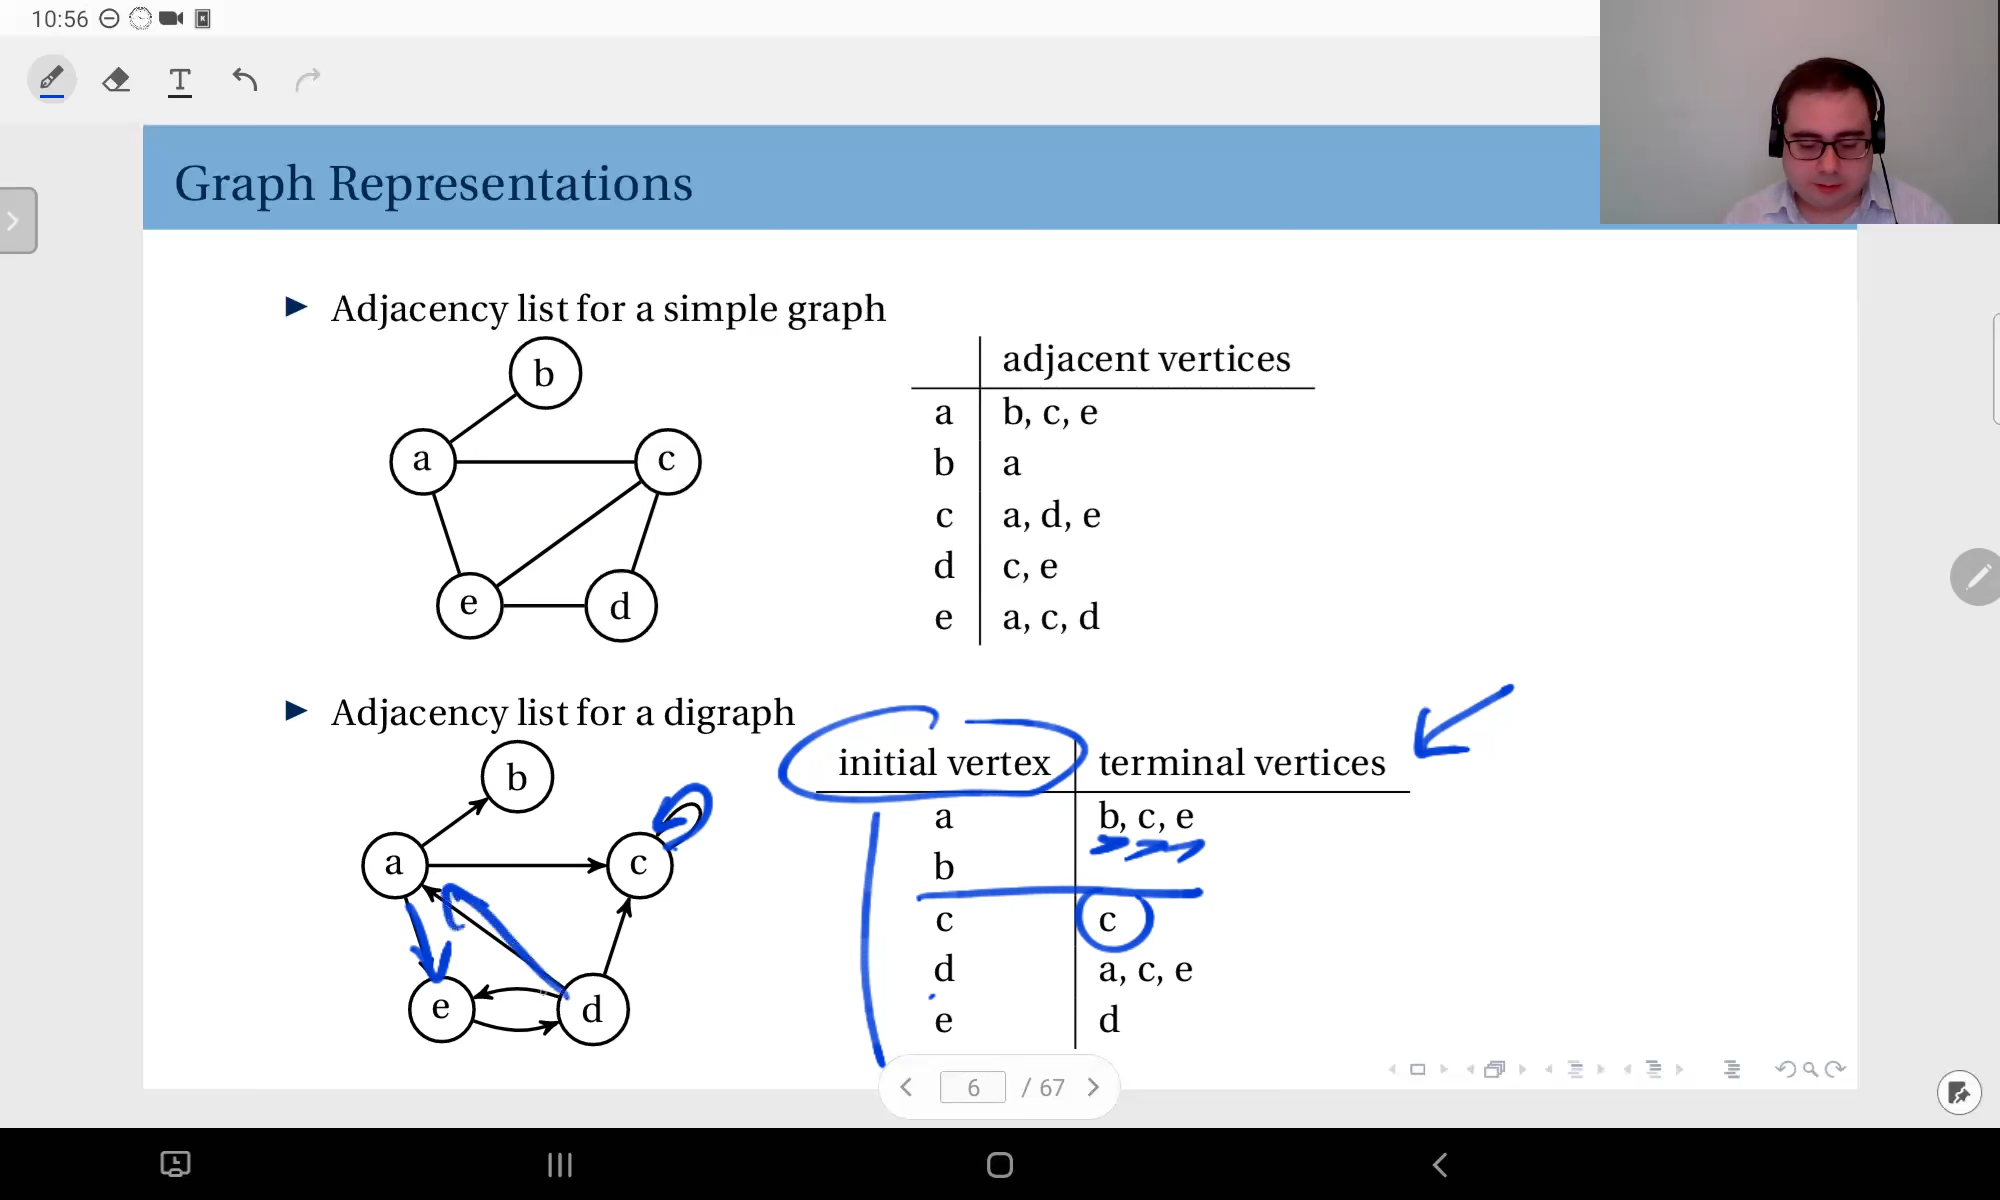 10:56
T
Graph Representations
Adjacency list for a simple graph
b
a
c
e
d
adjacent vertices
a b, c, e
b a
c a, d, e
d c, e
e a, c, d
Adjacency list for a digraph
b
a
c
e
d
initial vertex terminal vertices
a b, c, e
b
c c
d a, c, e
e d
6 / 67